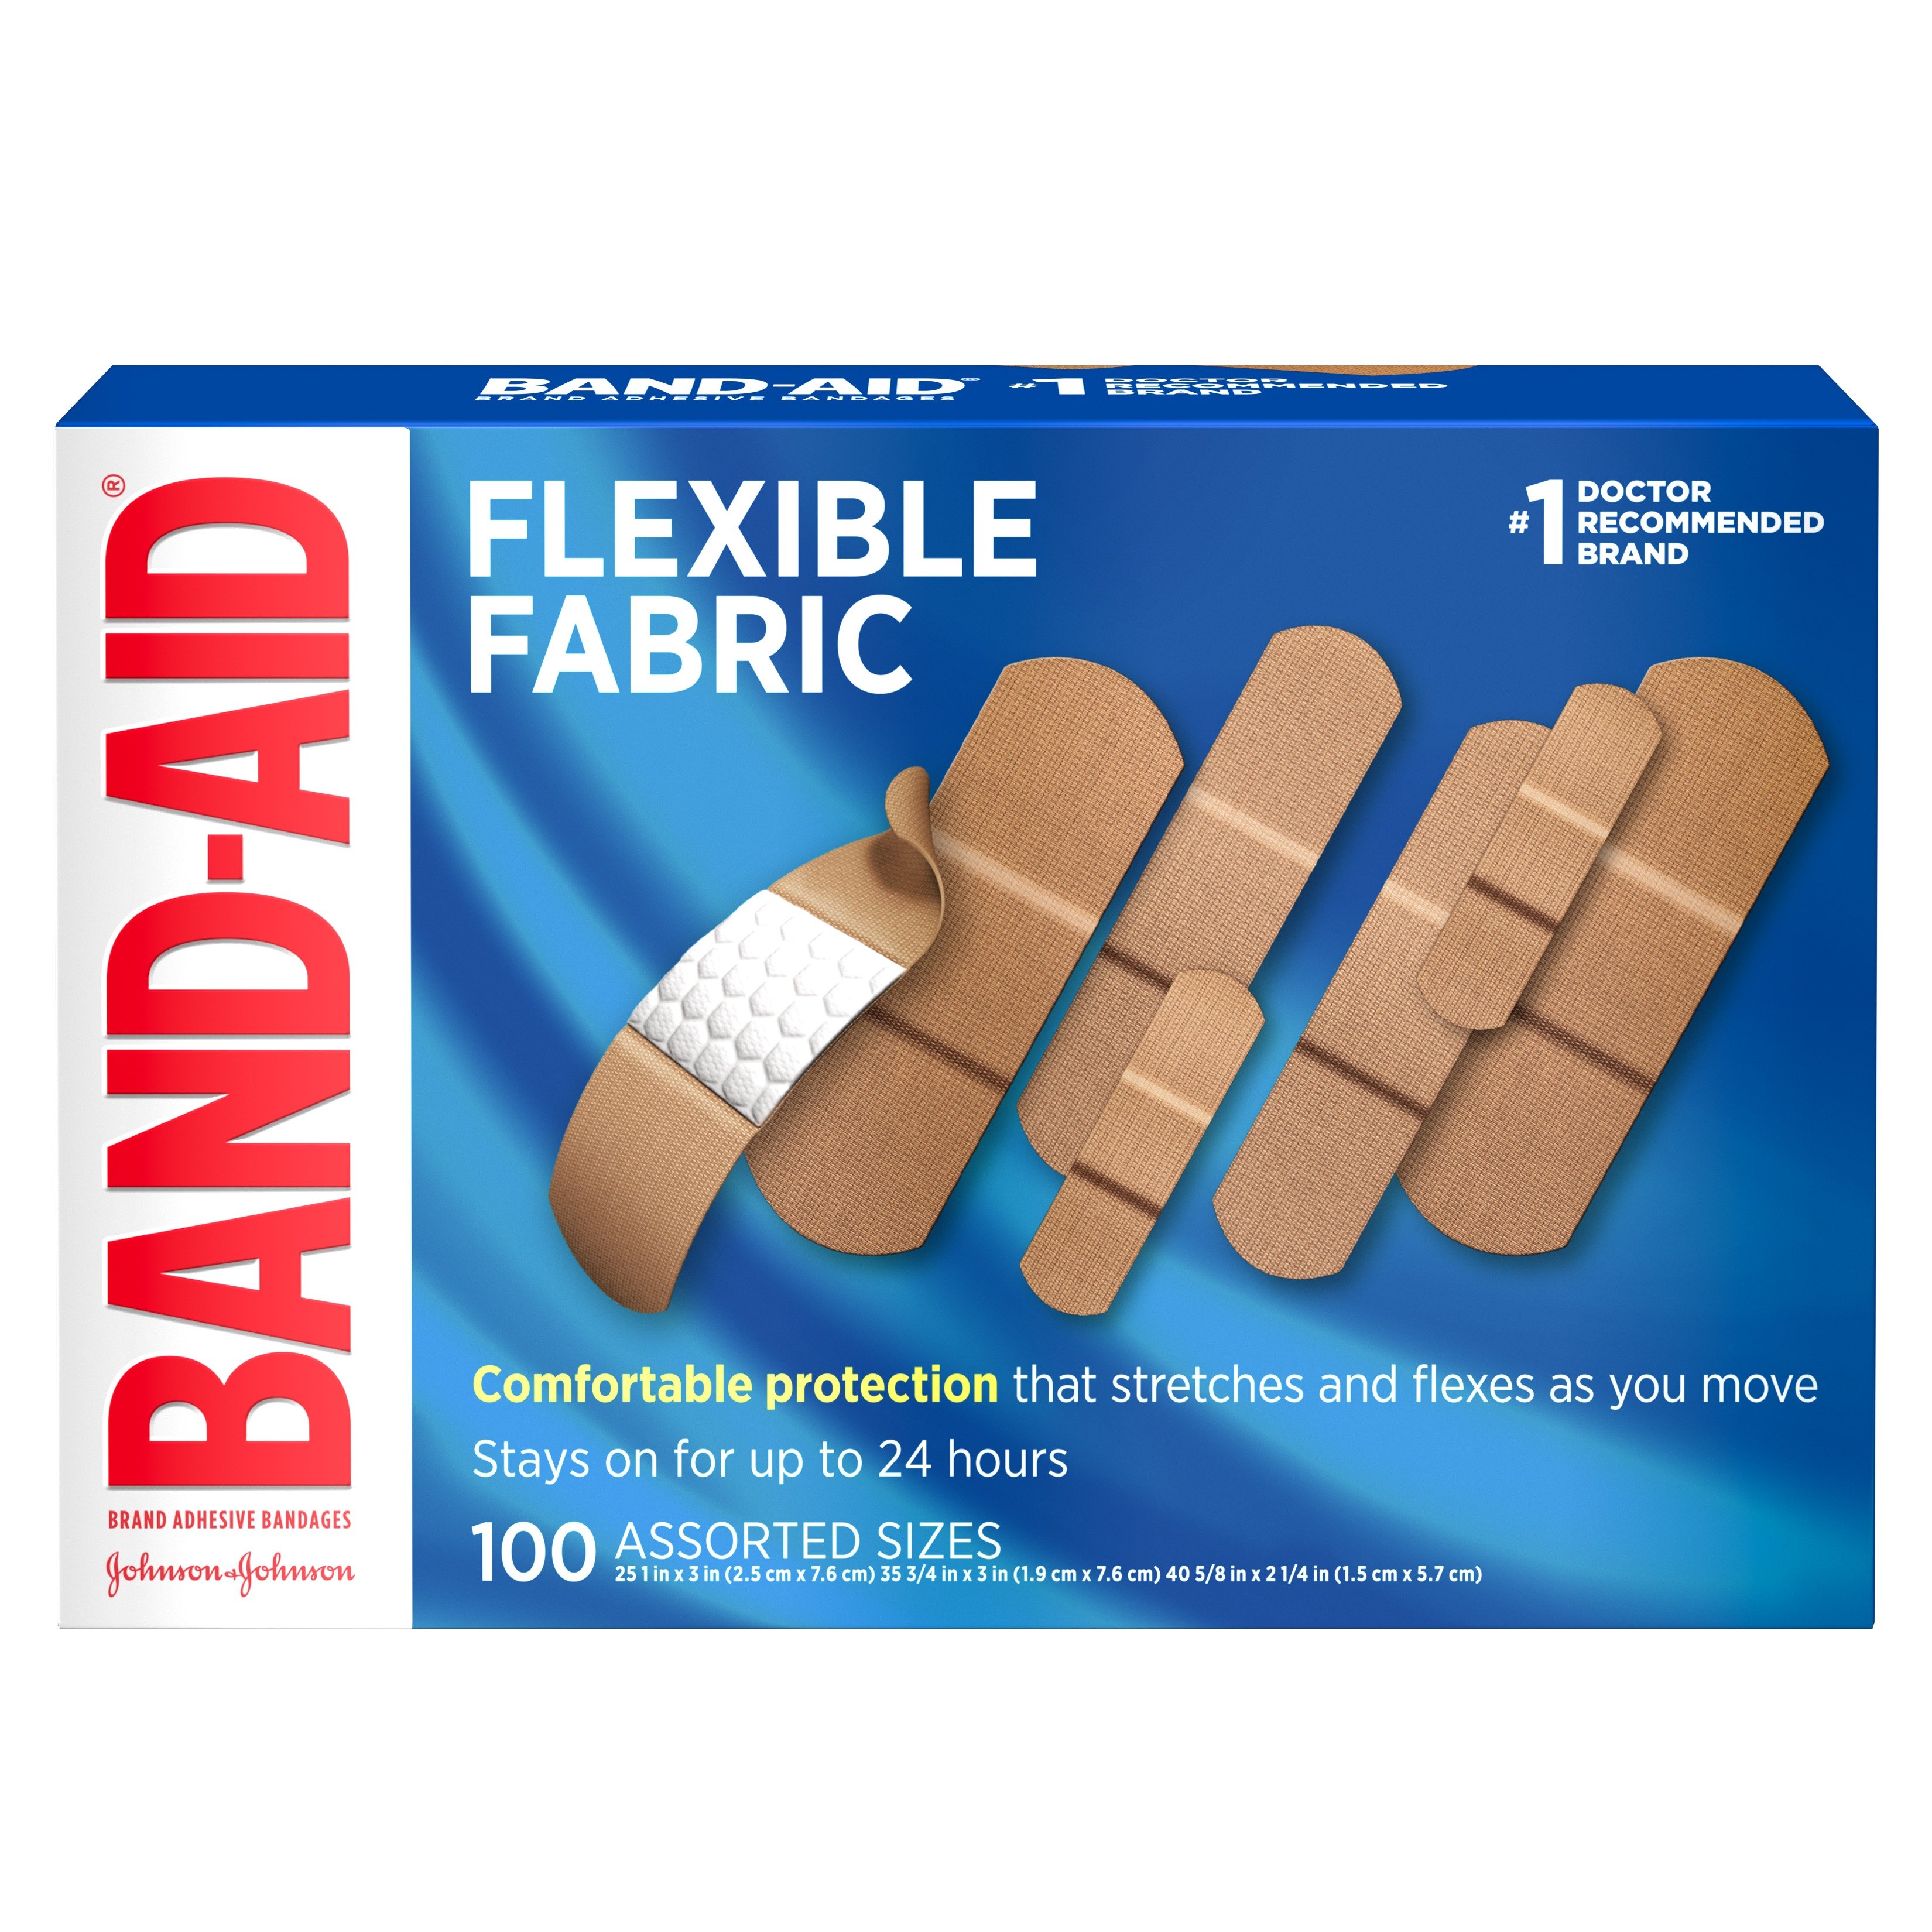 BAND-AID®
BRAND ADHESIVE BANDAGES
#1 DOCTOR
RECOMMENDED
BRAND
BAND-AID®
BRAND ADHESIVE BANDAGES
Johnson & Johnson
FLEXIBLE
FABRIC
#1 DOCTOR
RECOMMENDED
BRAND
Comfortable protection that stretches and flexes as you move
Stays on for up to 24 hours
100 ASSORTED SIZES
25 1 in x 3 in (2.5 cm x 7.6 cm) 35 3/4 in x 3 in (1.9 cm x 7.6 cm) 40 5/8 in x 2 1/4 in (1.5 cm x 5.7 cm)